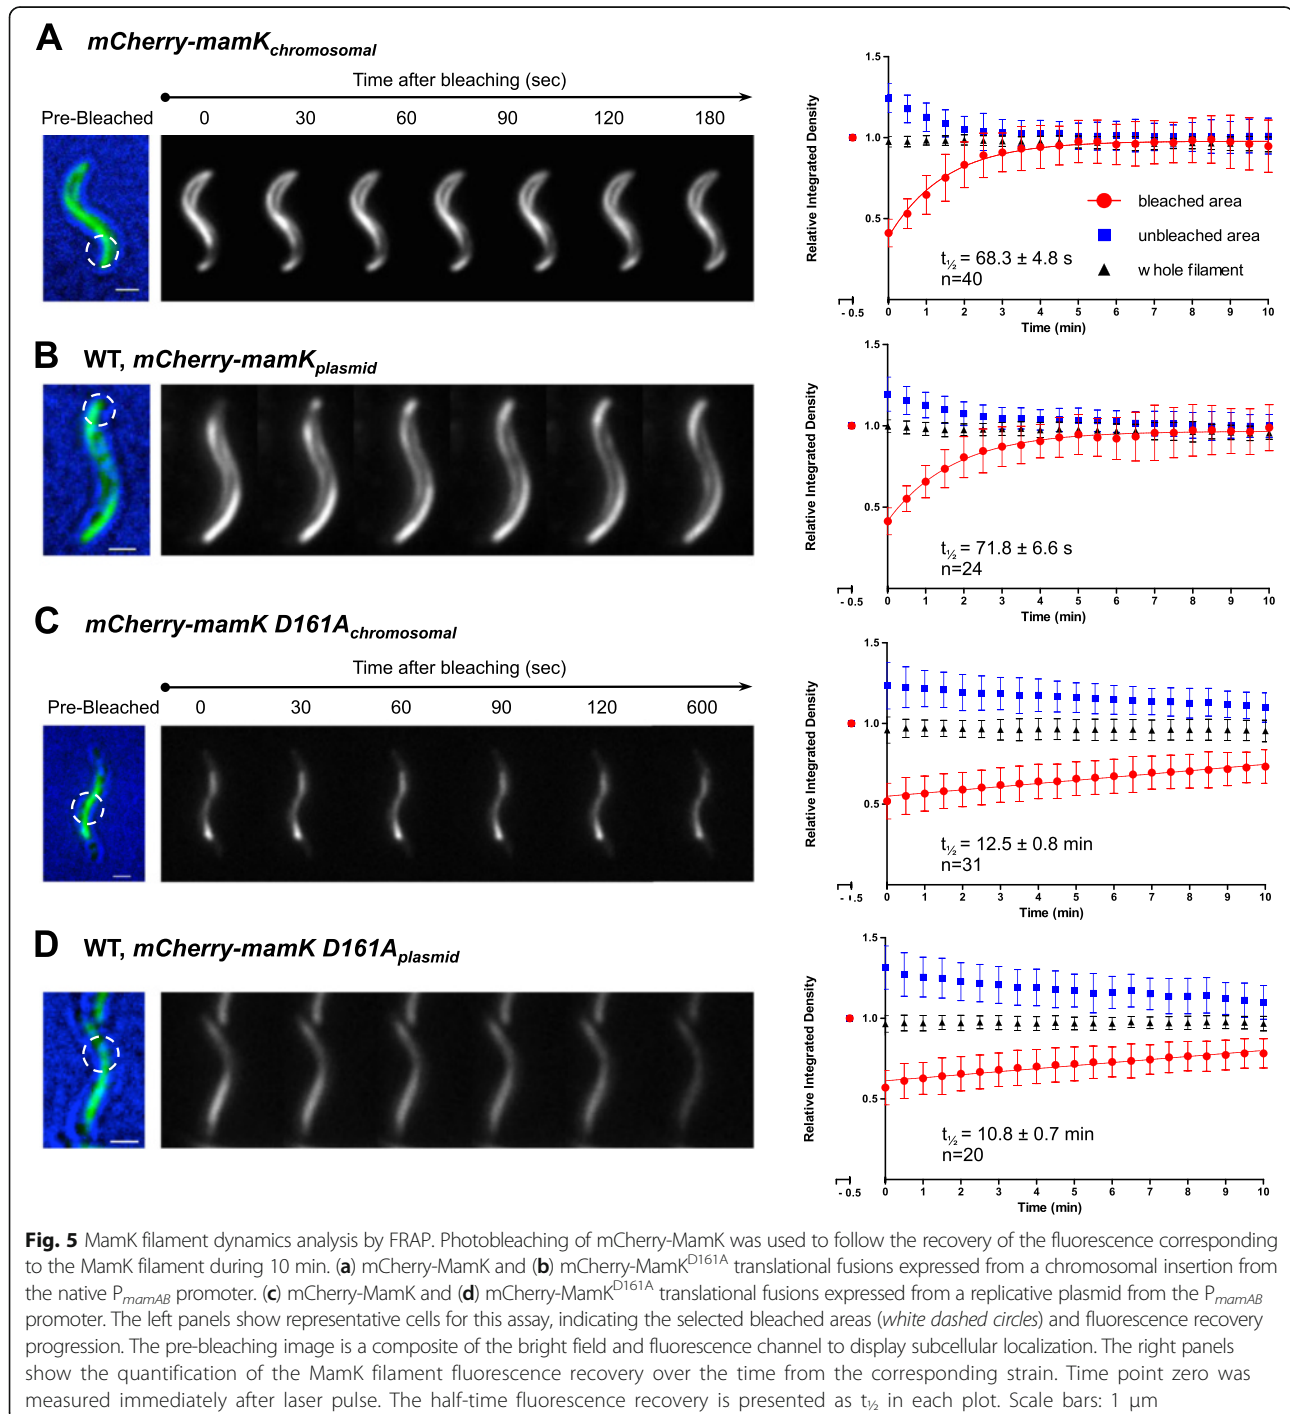 A mCherry-mamKchromosomal
Time after bleaching (sec)
Pre-Bleached 0 30 60 90 120 180
1.5
1.0
0.5
Relative Integrated Density
bleached area
unbleached area
whole filament
t½ = 68.3 ± 4.8 s
n=40
- 0.5 0 1 2 3 4 5 6 7 8 9 10
Time (min)
B WT, mCherry-mamKplasmid
1.5
1.0
0.5
Relative Integrated Density
t½ = 71.8 ± 6.6 s
n=24
- 0.5 0 1 2 3 4 5 6 7 8 9 10
Time (min)
C mCherry-mamK D161Achromosomal
Time after bleaching (sec)
Pre-Bleached 0 30 60 90 120 600
1.5
1.0
0.5
Relative Integrated Density
t½ = 12.5 ± 0.8 min
n=31
0 1 2 3 4 5 6 7 8 9 10
Time (min)
D WT, mCherry-mamK D161Aplasmid
1.5
1.0
0.5
Relative Integrated Density
t½ = 10.8 ± 0.7 min
n=20
- 0.5 0 1 2 3 4 5 6 7 8 9 10
Time (min)
Fig. 5 MamK filament dynamics analysis by FRAP. Photobleaching of mCherry-MamK was used to follow the recovery of the fluorescence corresponding
to the MamK filament during 10 min. (a) mCherry-MamK and (b) mCherry-MamK^D161A translational fusions expressed from a chromosomal insertion from
the native PmamAB promoter. (c) mCherry-MamK and (d) mCherry-MamK^D161A translational fusions expressed from a replicative plasmid from the PmamAB
promoter. The left panels show representative cells for this assay, indicating the selected bleached areas (white dashed circles) and fluorescence recovery
progression. The pre-bleaching image is a composite of the bright field and fluorescence channel to display subcellular localization. The right panels
show the quantification of the MamK filament fluorescence recovery over the time from the corresponding strain. Time point zero was
measured immediately after laser pulse. The half-time fluorescence recovery is presented as t½ in each plot. Scale bars: 1 μm